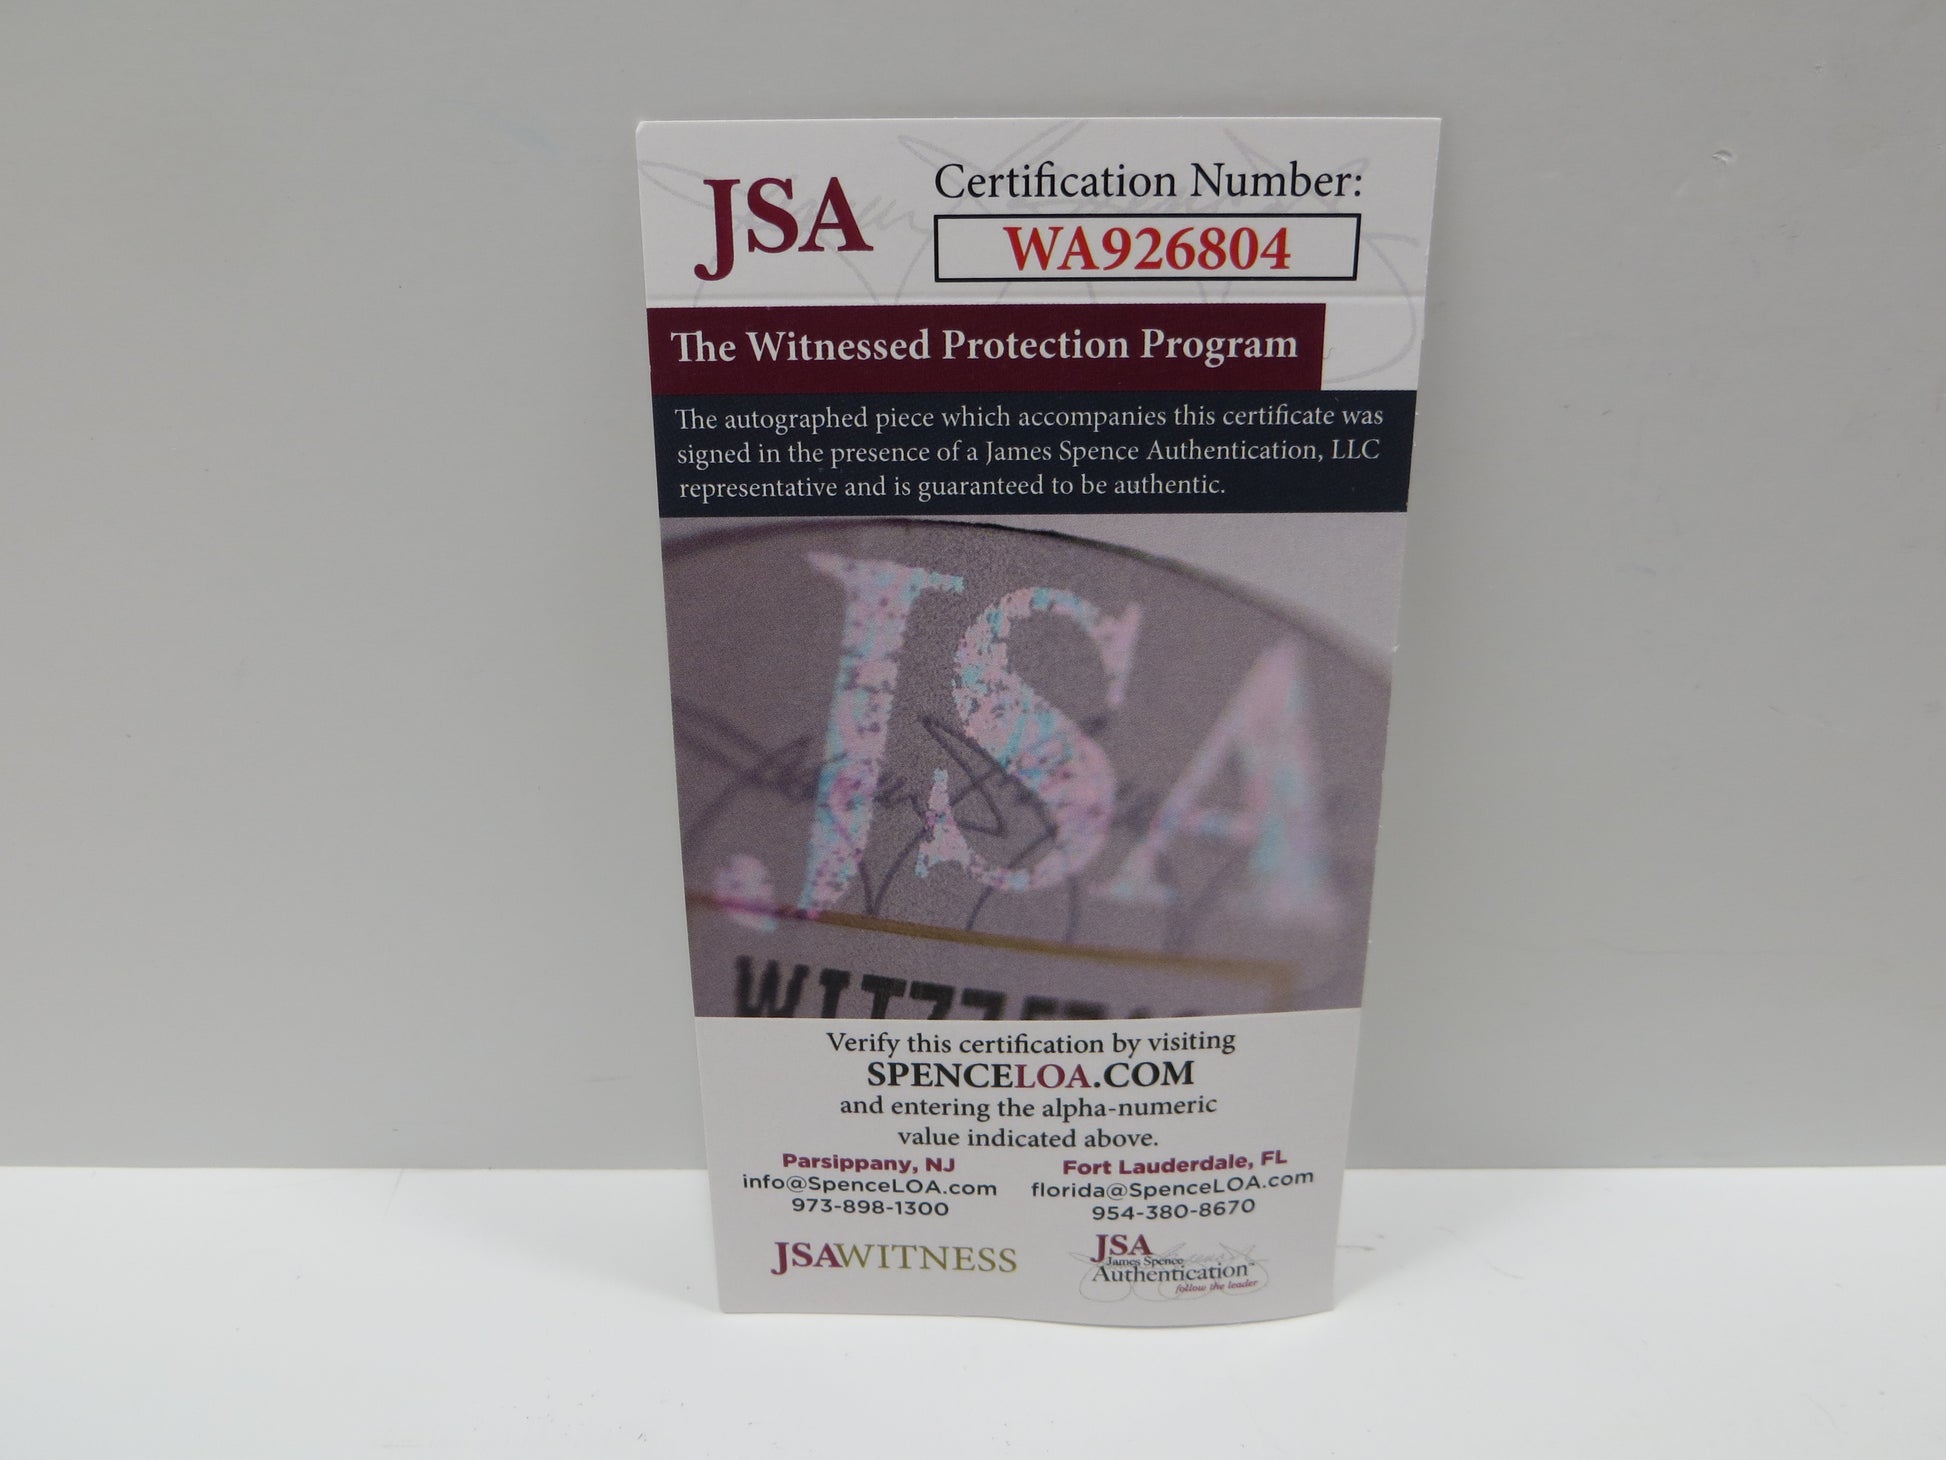 JSA
Certification Number:
WA926804
The Witnessed Protection Program
The autographed piece which accompanies this certificate was
signed in the presence of a James Spence Authentication, LLC
representative and is guaranteed to be authentic.
JSA
Verify this certification by visiting
SPENCELOA.COM
and entering the alpha-numeric
value indicated above.
Parsippany, NJ
info@SpenceLOA.com
973-898-1300
Fort Lauderdale, FL
florida@SpenceLOA.com
954-380-8670
JSAWITNESS
JSA
James Spence
Authentication
follow the leader